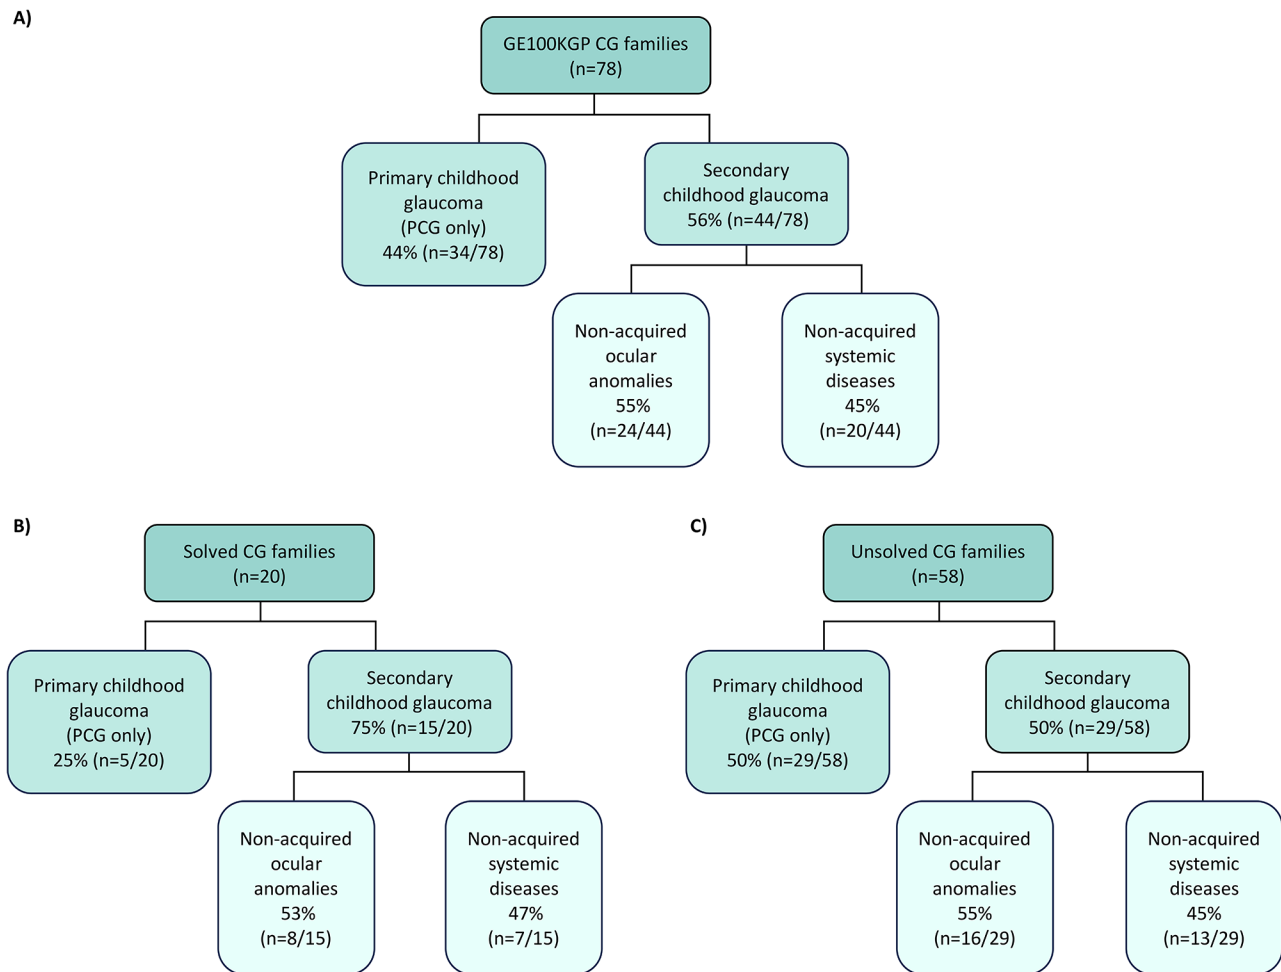 A)
GE100KGP CG families
(n=78)
Primary childhood
glaucoma
(PCG only)
44% (n=34/78)
Secondary
childhood glaucoma
56% (n=44/78)
Non-acquired
ocular
anomalies
55%
(n=24/44)
Non-acquired
systemic
diseases
45%
(n=20/44)
B)
Solved CG families
(n=20)
Primary childhood
glaucoma
(PCG only)
25% (n=5/20)
Secondary
childhood glaucoma
75% (n=15/20)
Non-acquired
ocular
anomalies
53%
(n=8/15)
Non-acquired
systemic
diseases
47%
(n=7/15)
C)
Unsolved CG families
(n=58)
Primary childhood
glaucoma
(PCG only)
50% (n=29/58)
Secondary
childhood glaucoma
50% (n=29/58)
Non-acquired
ocular
anomalies
55%
(n=16/29)
Non-acquired
systemic
diseases
45%
(n=13/29)